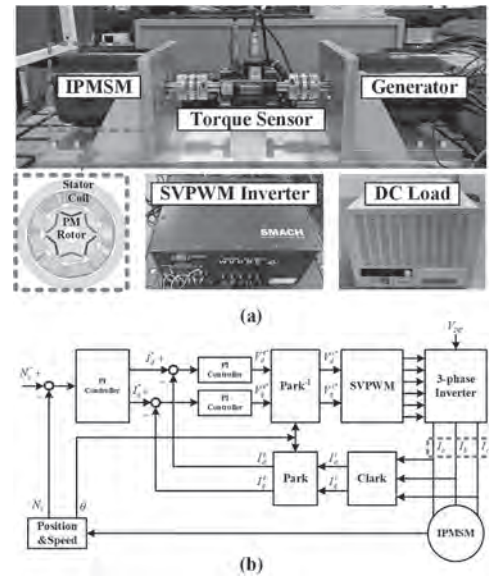 IPMSM
Generator
Torque Sensor
Stator
Coil
PM
Rotor
SVPWM Inverter
SMACH
DC Load
(a)
PI
Controller
PI
Controller
PI
Controller
Park⁻¹
SVPWM
3-phase
Inverter
Park
Clark
θ
Position
&Speed
IPMSM
(b)